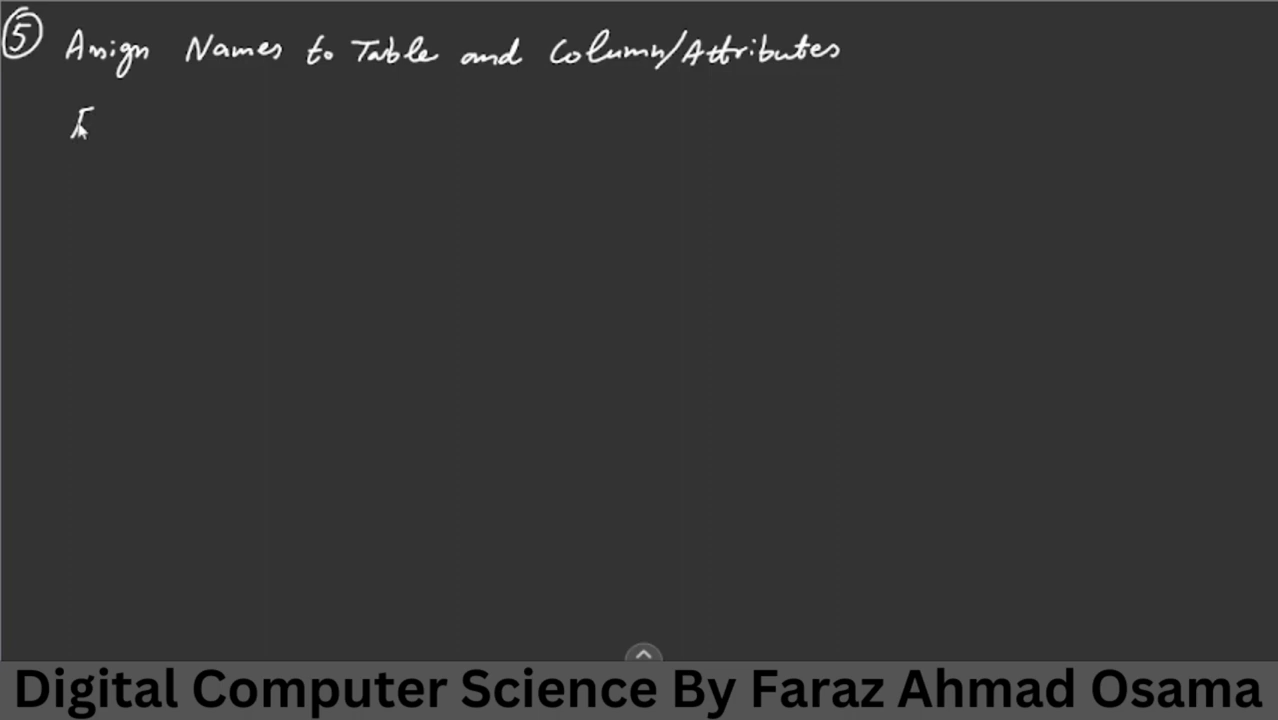 ⑤ Assign Names to Table and Column/Attributes
Digital Computer Science By Faraz Ahmad Osama